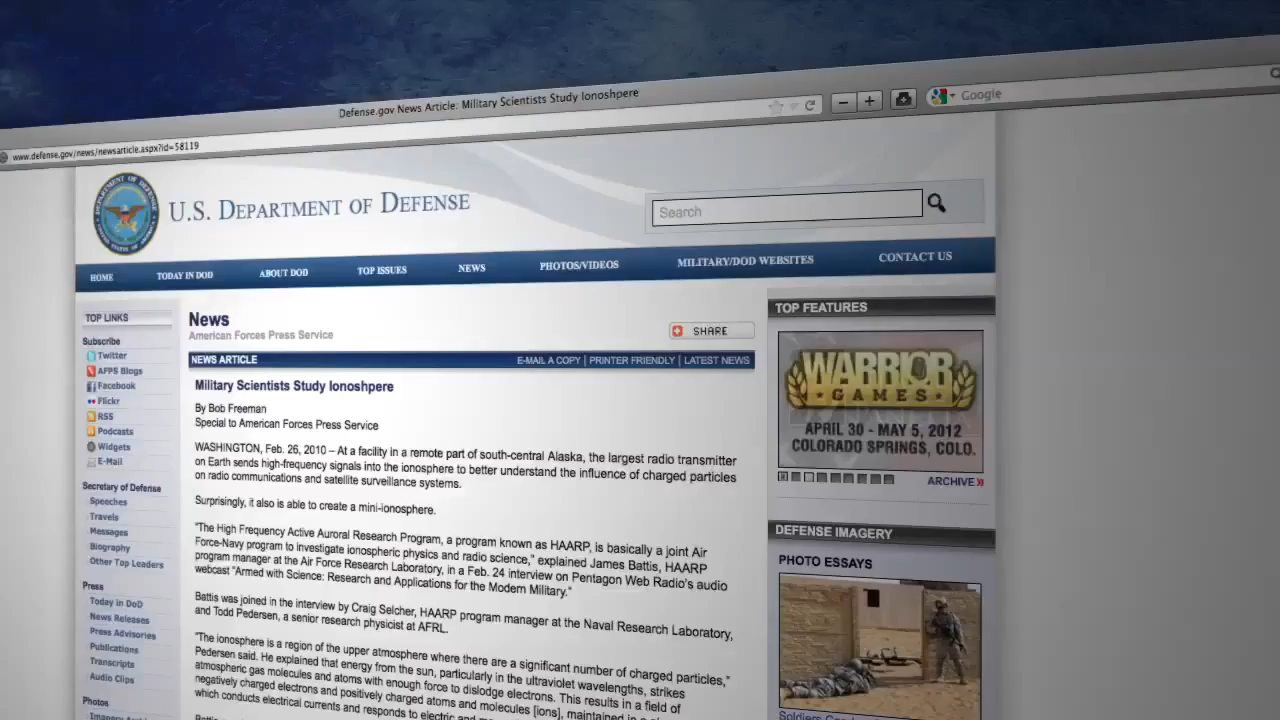 Defense.gov News Article: Military Scientists Study Ionoshpere
www.defense.gov/news/newsarticle.aspx?id=58119
Google
U.S. DEPARTMENT OF DEFENSE
Search
HOME TODAY IN DOD ABOUT DOD TOP ISSUES NEWS PHOTOS/VIDEOS MILITARY/DOD WEBSITES CONTACT US
TOP LINKS
Subscribe
Twitter
AFPS Blogs
Facebook
Flickr
RSS
Podcasts
Widgets
E-Mail
Secretary of Defense
Speeches
Travels
Messages
Biography
Other Top Leaders
Press
Today in DoD
News Releases
Press Advisories
Publications
Transcripts
Audio Clips
Photos
News
American Forces Press Service
SHARE
NEWS ARTICLE
E-MAIL A COPY | PRINTER FRIENDLY | LATEST NEWS
Military Scientists Study Ionoshpere
By Bob Freeman
Special to American Forces Press Service
WASHINGTON, Feb. 26, 2010 – At a facility in a remote part of south-central Alaska, the largest radio transmitter
on Earth sends high-frequency signals into the ionosphere to better understand the influence of charged particles
on radio communications and satellite surveillance systems.
Surprisingly, it also is able to create a mini-ionosphere.
"The High Frequency Active Auroral Research Program, a program known as HAARP, is basically a joint Air
Force-Navy program to investigate ionospheric physics and radio science," explained James Battis, HAARP
program manager at the Air Force Research Laboratory, in a Feb. 24 interview on Pentagon Web Radio's audio
webcast "Armed with Science: Research and Applications for the Modern Military."
Battis was joined in the interview by Craig Selcher, HAARP program manager at the Naval Research Laboratory,
and Todd Pedersen, a senior research physicist at AFRL.
"The ionosphere is a region of the upper atmosphere where there are a significant number of charged particles,"
Pedersen said. He explained that energy from the sun, particularly in the ultraviolet wavelengths, strikes
atmospheric gas molecules and atoms with enough force to dislodge electrons. This results in a field of
negatively charged electrons and positively charged atoms and molecules [ions], maintained in a
which conducts electrical currents and responds to electric and
TOP FEATURES
WARRIOR
GAMES
APRIL 30 - MAY 5, 2012
COLORADO SPRINGS, COLO.
ARCHIVE
DEFENSE IMAGERY
PHOTO ESSAYS